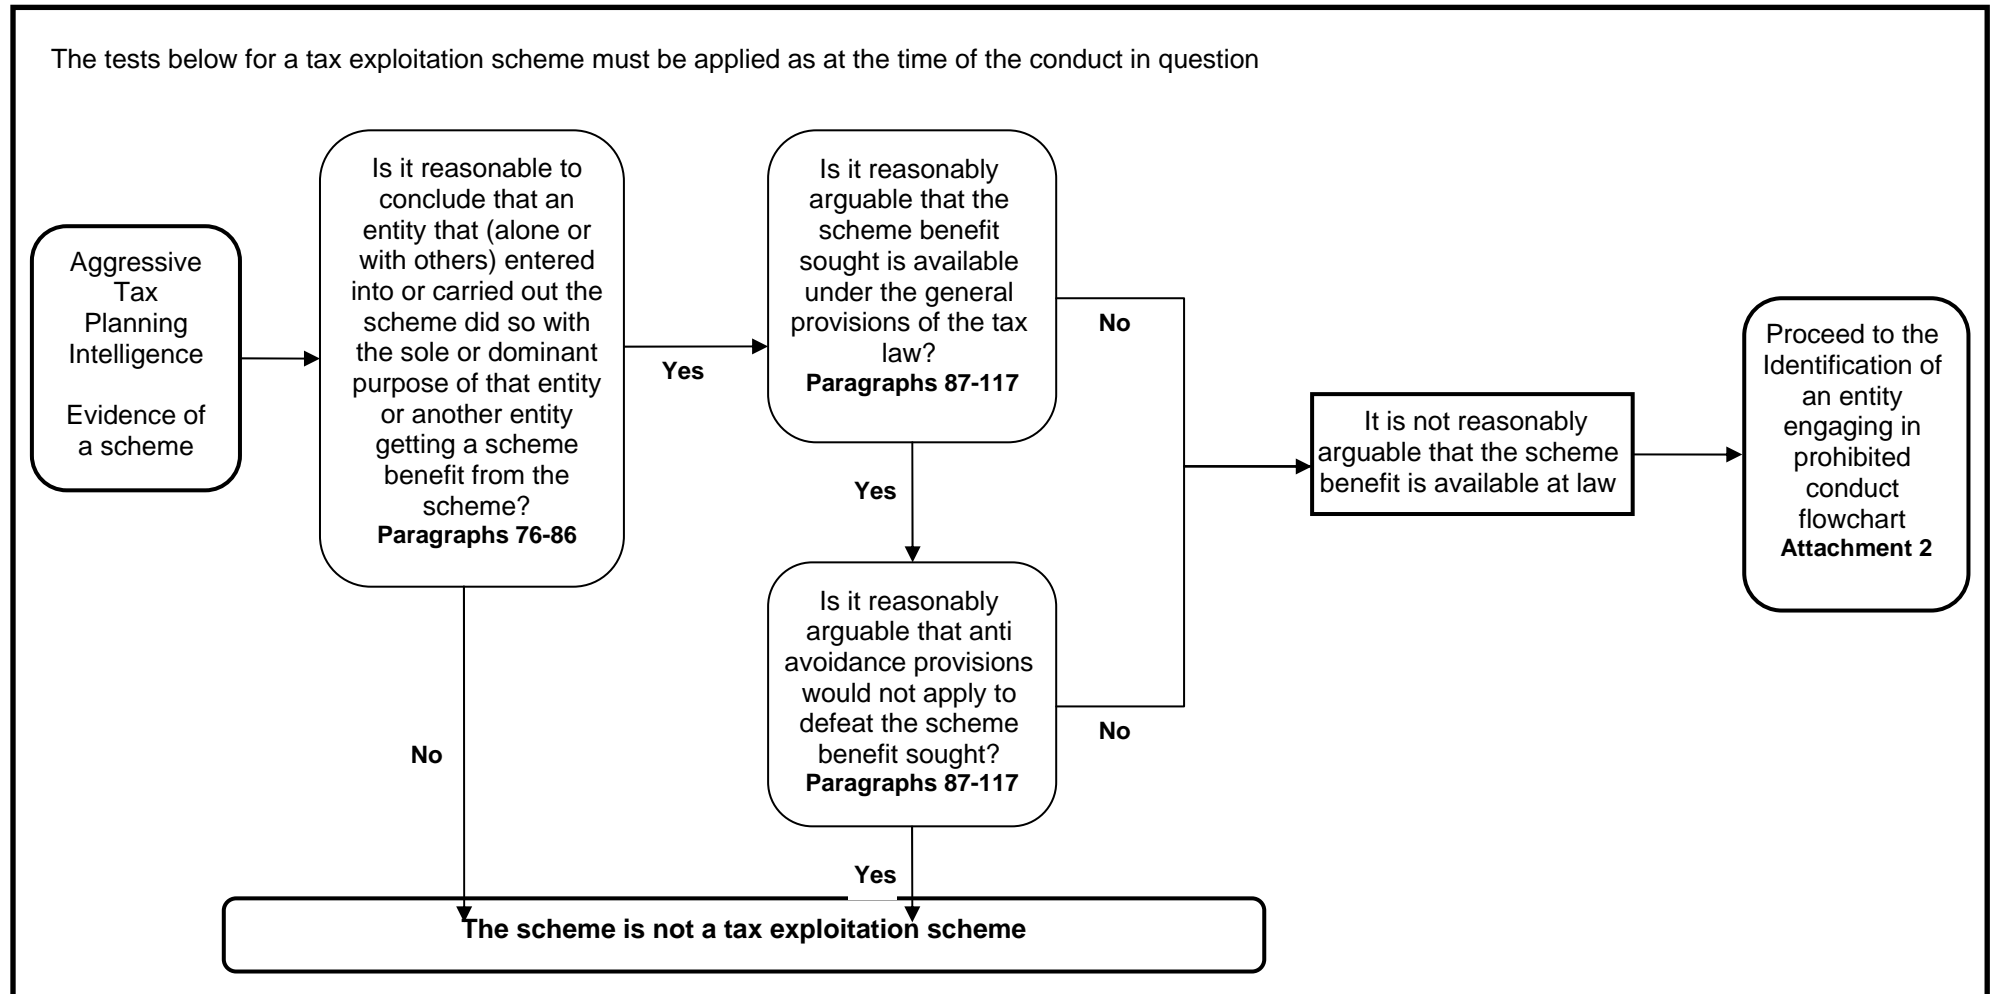 The tests below for a tax exploitation scheme must be applied as at the time of the conduct in question
Aggressive
Tax
Planning
Intelligence
Evidence of
a scheme
Is it reasonable to
conclude that an
entity that (alone or
with others) entered
into or carried out the
scheme did so with
the sole or dominant
purpose of that entity
or another entity
getting a scheme
benefit from the
scheme?
Paragraphs 76-86
Yes
No
Is it reasonably
arguable that the
scheme benefit
sought is available
under the general
provisions of the tax
law?
Paragraphs 87-117
No
Yes
Is it reasonably
arguable that anti
avoidance provisions
would not apply to
defeat the scheme
benefit sought?
Paragraphs 87-117
No
Yes
It is not reasonably
arguable that the scheme
benefit is available at law
Proceed to the
Identification of
an entity
engaging in
prohibited
conduct
flowchart
Attachment 2
The scheme is not a tax exploitation scheme